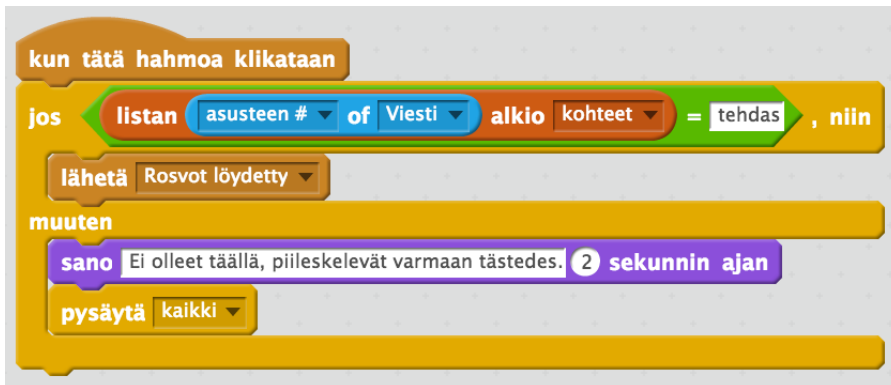 kun tätä hahmoa klikataan
jos listan asusteen # of Viesti alkio kohteet = tehdas , niin
lähetä Rosvot löydetty
muuten
sano Ei olleet täällä, piileskelevät varmaan tästedes. 2 sekunnin ajan
pysäytä kaikki